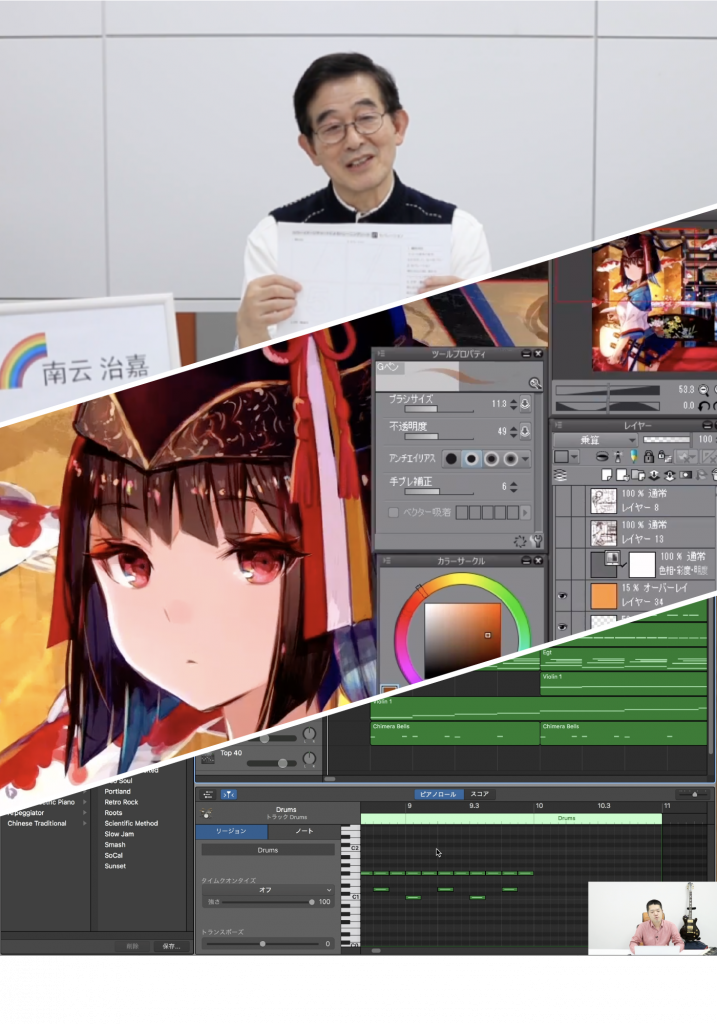 南云 治嘉
ツールプロパティ
Gペン
ブラシサイズ 11.3
不透明度 49
アンチエイリアス
手ブレ補正 6
ベクター吸着
カラーサークル
53.3
0.0
レイヤー
乗算 100
100 % 通常
レイヤー 8
100 % 通常
レイヤー 13
100 % 通常
色相・彩度・明度
15 % オーバーレイ
レイヤー 34
Egt
Violin 1
Violin 1
Chimera Bells Chimera Bells
Top 40
Soul
Portland
Piano Retro Rock
Arpeggiator Roots
Chinese Traditional Scientific Method
Slow Jam
Smash
SoCal
Sunset
削除 保存...
ピアノロール スコア
Drums
トラック Drums
9 9.3 10 10.3 11
Drums
リージョン ノート
Drums
タイムクオンタイズ
オフ
強さ 100
トランスポーズ
0
C2
C1
C0